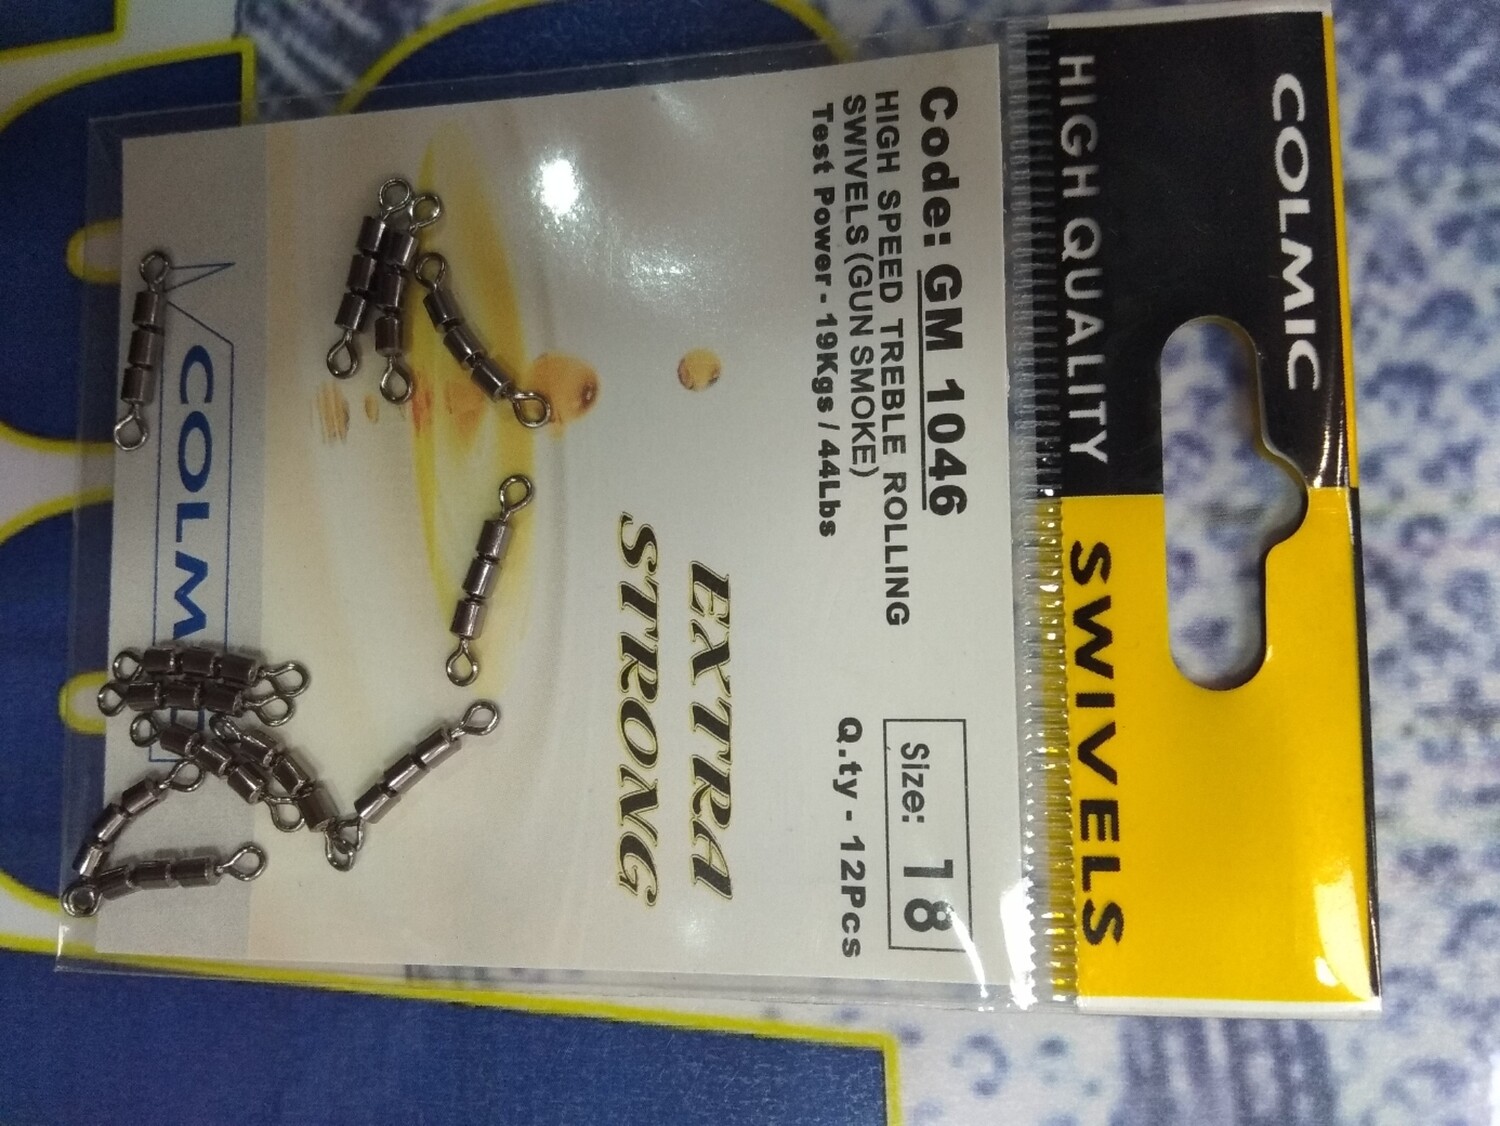 COLMIC
HIGH QUALITY SWIVELS
Code: GM 1046
HIGH SPEED TREBLE ROLLING
SWIVELS (GUN SMOKE)
Test Power - 19Kgs / 44Lbs
Size: 18
Q.ty - 12Pcs
EXTRA
STRONG
COLM